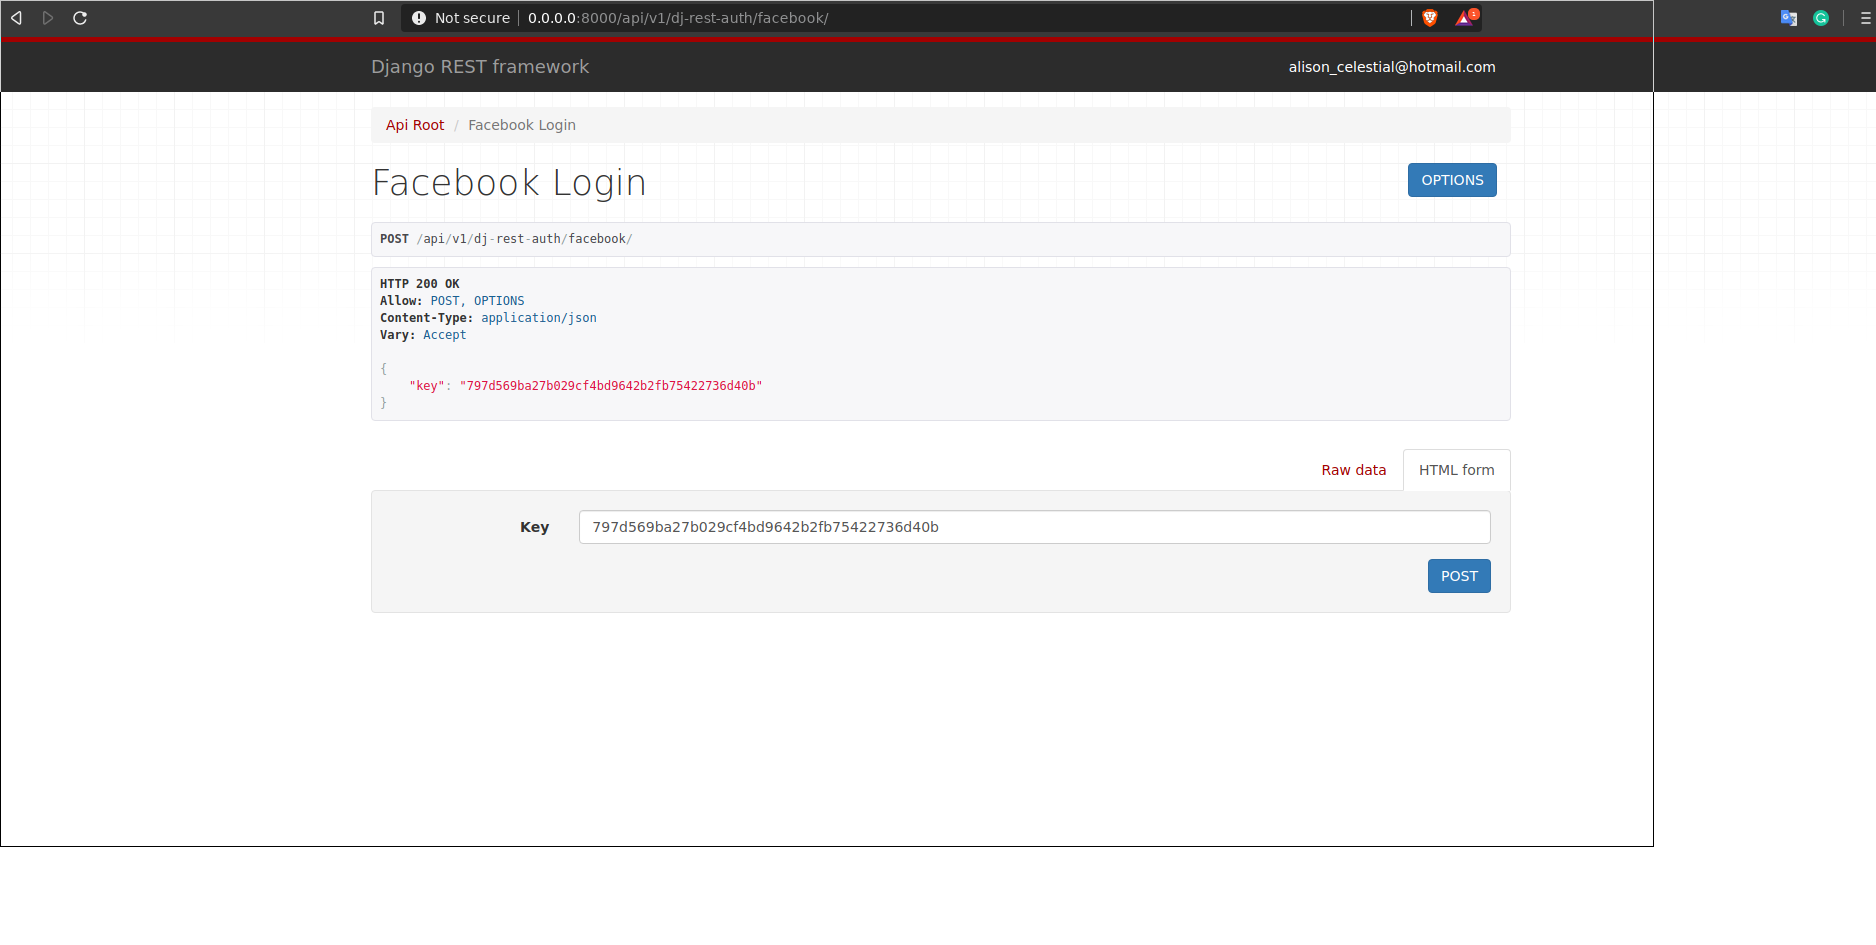 Not secure 0.0.0.0:8000/api/v1/dj-rest-auth/facebook/ 1
Django REST framework alison_celestial@hotmail.com
Api Root / Facebook Login
Facebook Login OPTIONS
POST /api/v1/dj-rest-auth/facebook/
HTTP 200 OK
Allow: POST, OPTIONS
Content-Type: application/json
Vary: Accept
{
"key": "797d569ba27b029cf4bd9642b2fb75422736d40b"
}
Raw data HTML form
Key 797d569ba27b029cf4bd9642b2fb75422736d40b
POST